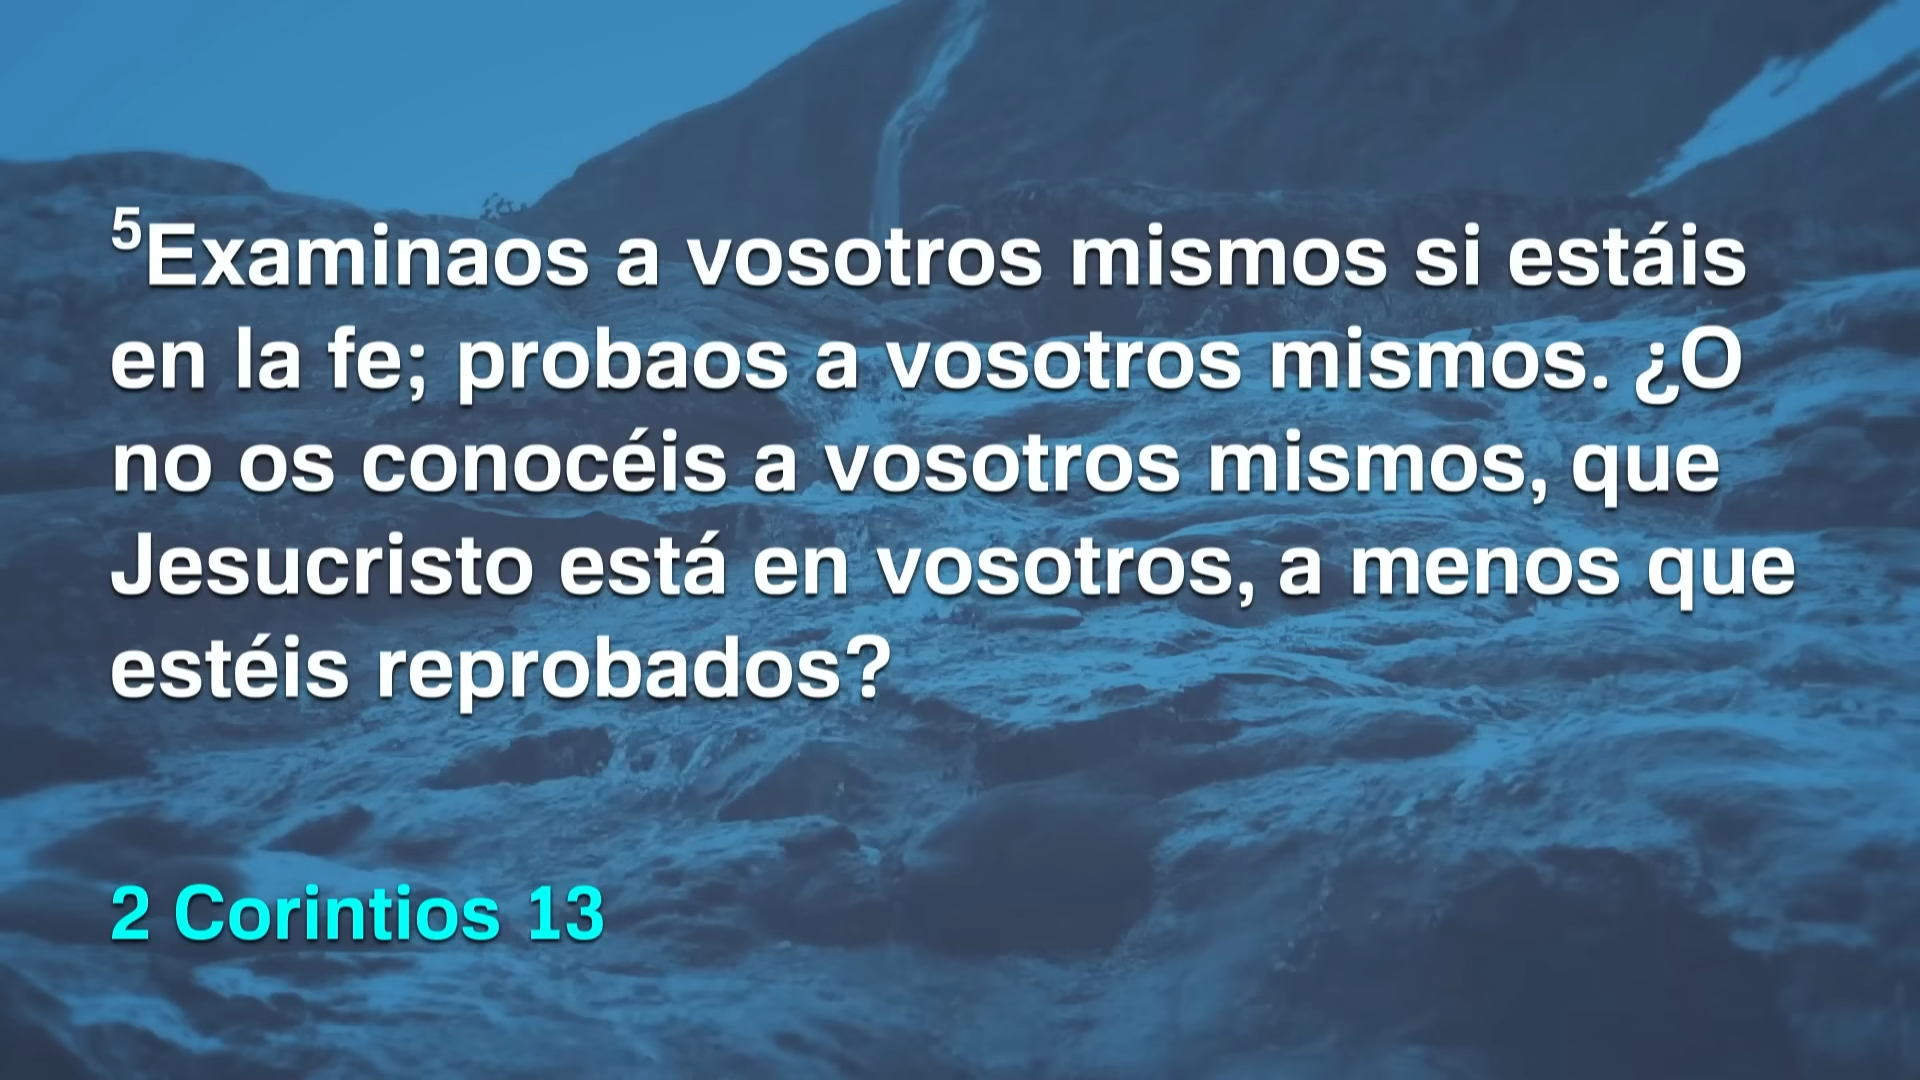 ⁵Examinaos a vosotros mismos si estáis
en la fe; probaos a vosotros mismos. ¿O
no os conocéis a vosotros mismos, que
Jesucristo está en vosotros, a menos que
estéis reprobados?
2 Corintios 13